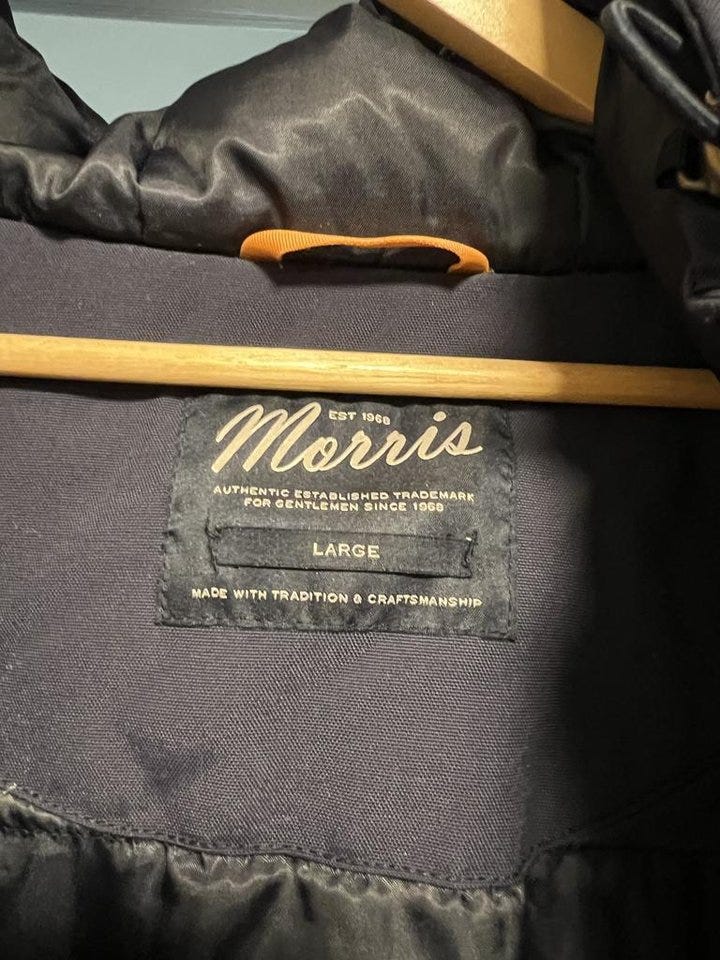 EST 1968
Morris
AUTHENTIC ESTABLISHED TRADEMARK
FOR GENTLEMEN SINCE 1968
LARGE
MADE WITH TRADITION & CRAFTSMANSHIP